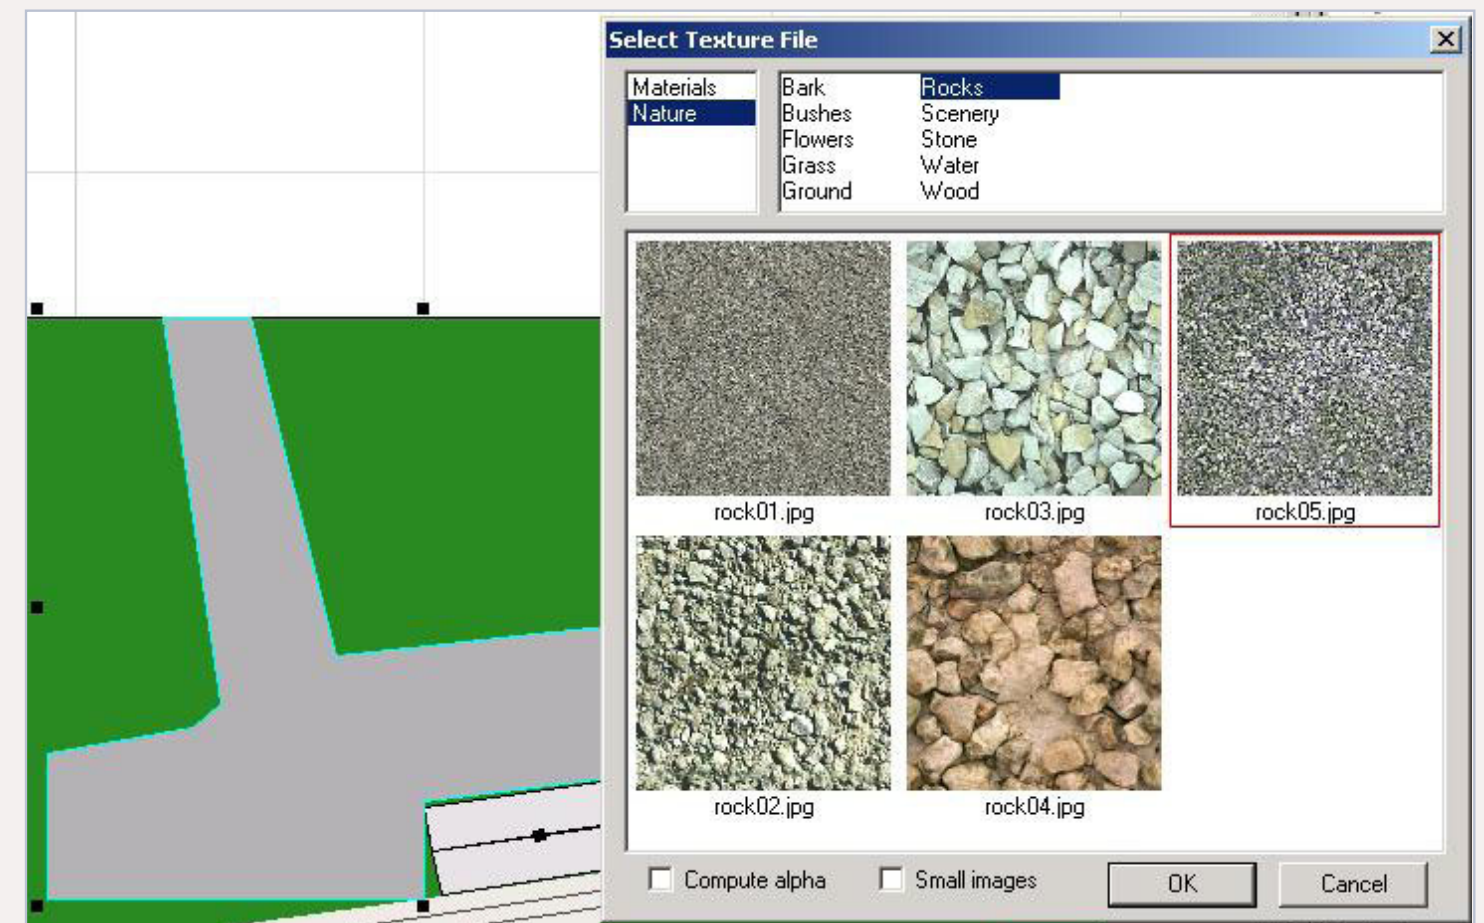 Select Texture File
Materials
Nature
Bark
Bushes
Flowers
Grass
Ground
Rocks
Scenery
Stone
Water
Wood
rock01.jpg
rock03.jpg
rock05.jpg
rock02.jpg
rock04.jpg
Compute alpha
Small images
OK
Cancel